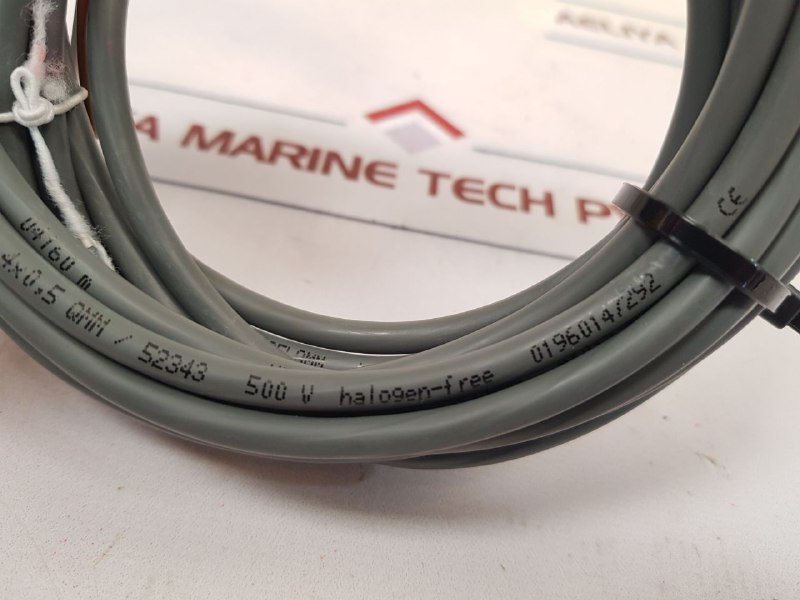 A MARINE TECH P
04160 m
4x0.5 QMM / 52343 500 V halogen-free 01960147292 CE